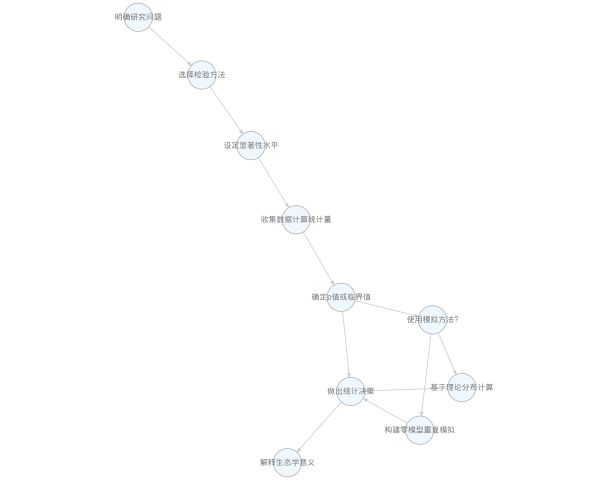 明确研究问题
选择检验方法
设定显著性水平
收集数据计算统计量
确定p值或临界值
使用模拟方法?
基于理论分布计算
做出统计决策
构建零模型重复模拟
解释生态学意义